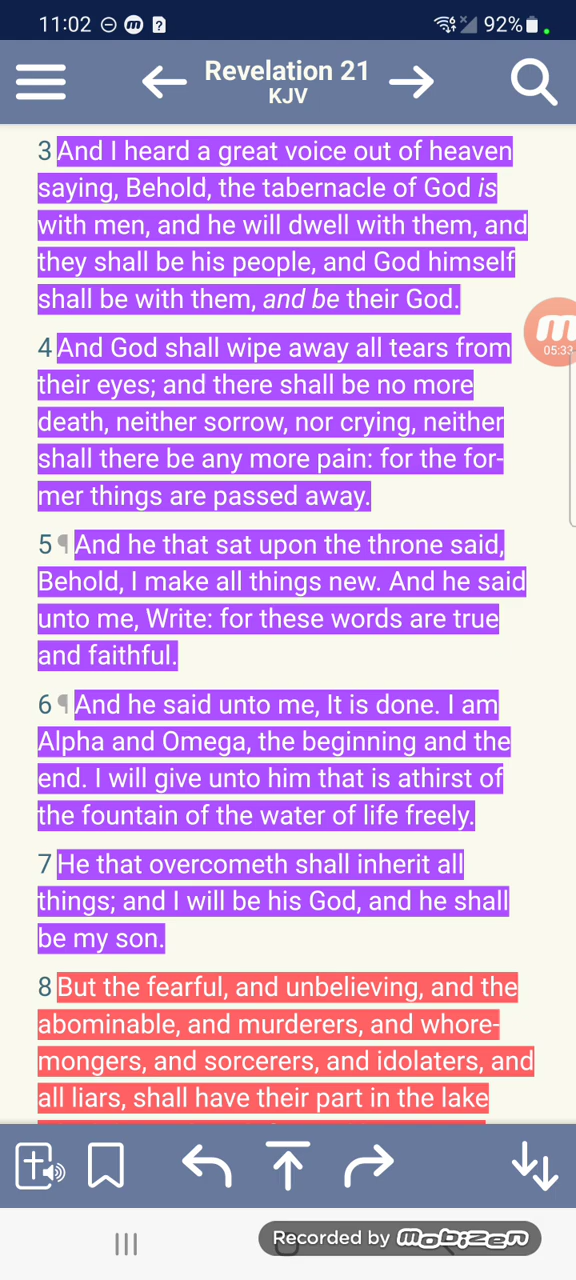 11:02 92%
Revelation 21
KJV
3 And I heard a great voice out of heaven
saying, Behold, the tabernacle of God is
with men, and he will dwell with them, and
they shall be his people, and God himself
shall be with them, and be their God.
05:33
4 And God shall wipe away all tears from
their eyes; and there shall be no more
death, neither sorrow, nor crying, neither
shall there be any more pain: for the for-
mer things are passed away.
5 ¶ And he that sat upon the throne said,
Behold, I make all things new. And he said
unto me, Write: for these words are true
and faithful.
6 ¶ And he said unto me, It is done. I am
Alpha and Omega, the beginning and the
end. I will give unto him that is athirst of
the fountain of the water of life freely.
7 He that overcometh shall inherit all
things; and I will be his God, and he shall
be my son.
8 But the fearful, and unbelieving, and the
abominable, and murderers, and whore-
mongers, and sorcerers, and idolaters, and
all liars, shall have their part in the lake
Recorded by mobizen